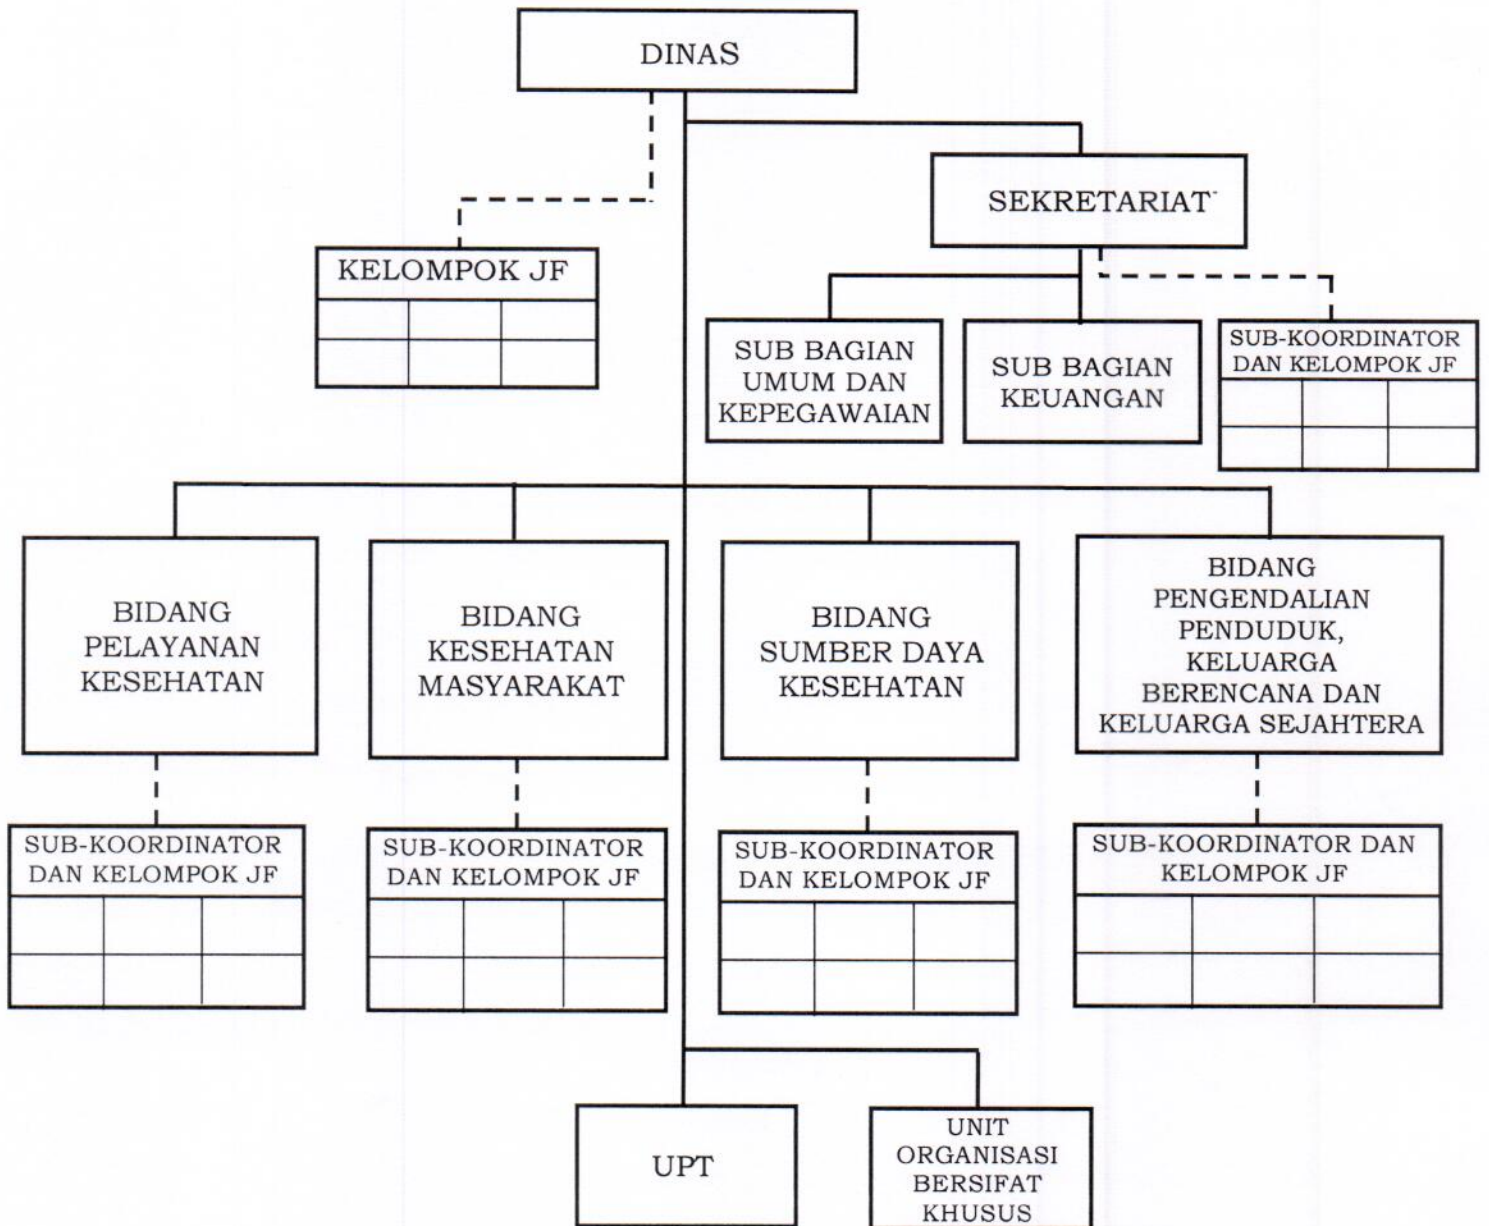 DINAS
SEKRETARIAT
KELOMPOK JF
SUB BAGIAN
UMUM DAN
KEPEGAWAIAN
SUB BAGIAN
KEUANGAN
SUB-KOORDINATOR
DAN KELOMPOK JF
BIDANG
PELAYANAN
KESEHATAN
BIDANG
KESEHATAN
MASYARAKAT
BIDANG
SUMBER DAYA
KESEHATAN
BIDANG
PENGENDALIAN
PENDUDUK,
KELUARGA
BERENCANA DAN
KELUARGA SEJAHTERA
SUB-KOORDINATOR
DAN KELOMPOK JF
SUB-KOORDINATOR
DAN KELOMPOK JF
SUB-KOORDINATOR
DAN KELOMPOK JF
SUB-KOORDINATOR DAN
KELOMPOK JF
UPT
UNIT
ORGANISASI
BERSIFAT
KHUSUS